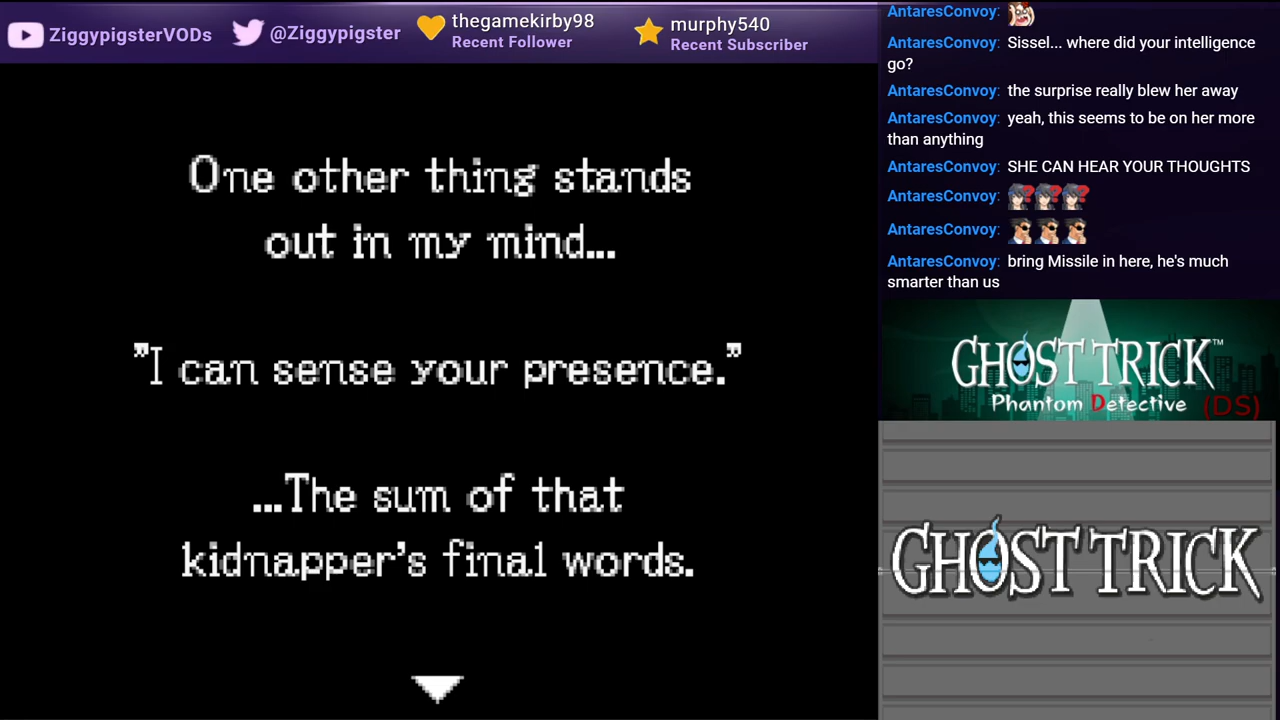 ZiggypigsterVODs
@Ziggypigster
thegamekirby98
Recent Follower
murphy540
Recent Subscriber
One other thing stands
out in my mind...
"I can sense your presence."
...The sum of that
kidnapper's final words.
AntaresConvoy:
AntaresConvoy: Sissel... where did your intelligence
go?
AntaresConvoy: the surprise really blew her away
AntaresConvoy: yeah, this seems to be on her more
than anything
AntaresConvoy: SHE CAN HEAR YOUR THOUGHTS
AntaresConvoy:
AntaresConvoy:
AntaresConvoy: bring Missile in here, he's much
smarter than us
GHOST TRICK™
Phantom Detective (DS)
GHOST TRICK